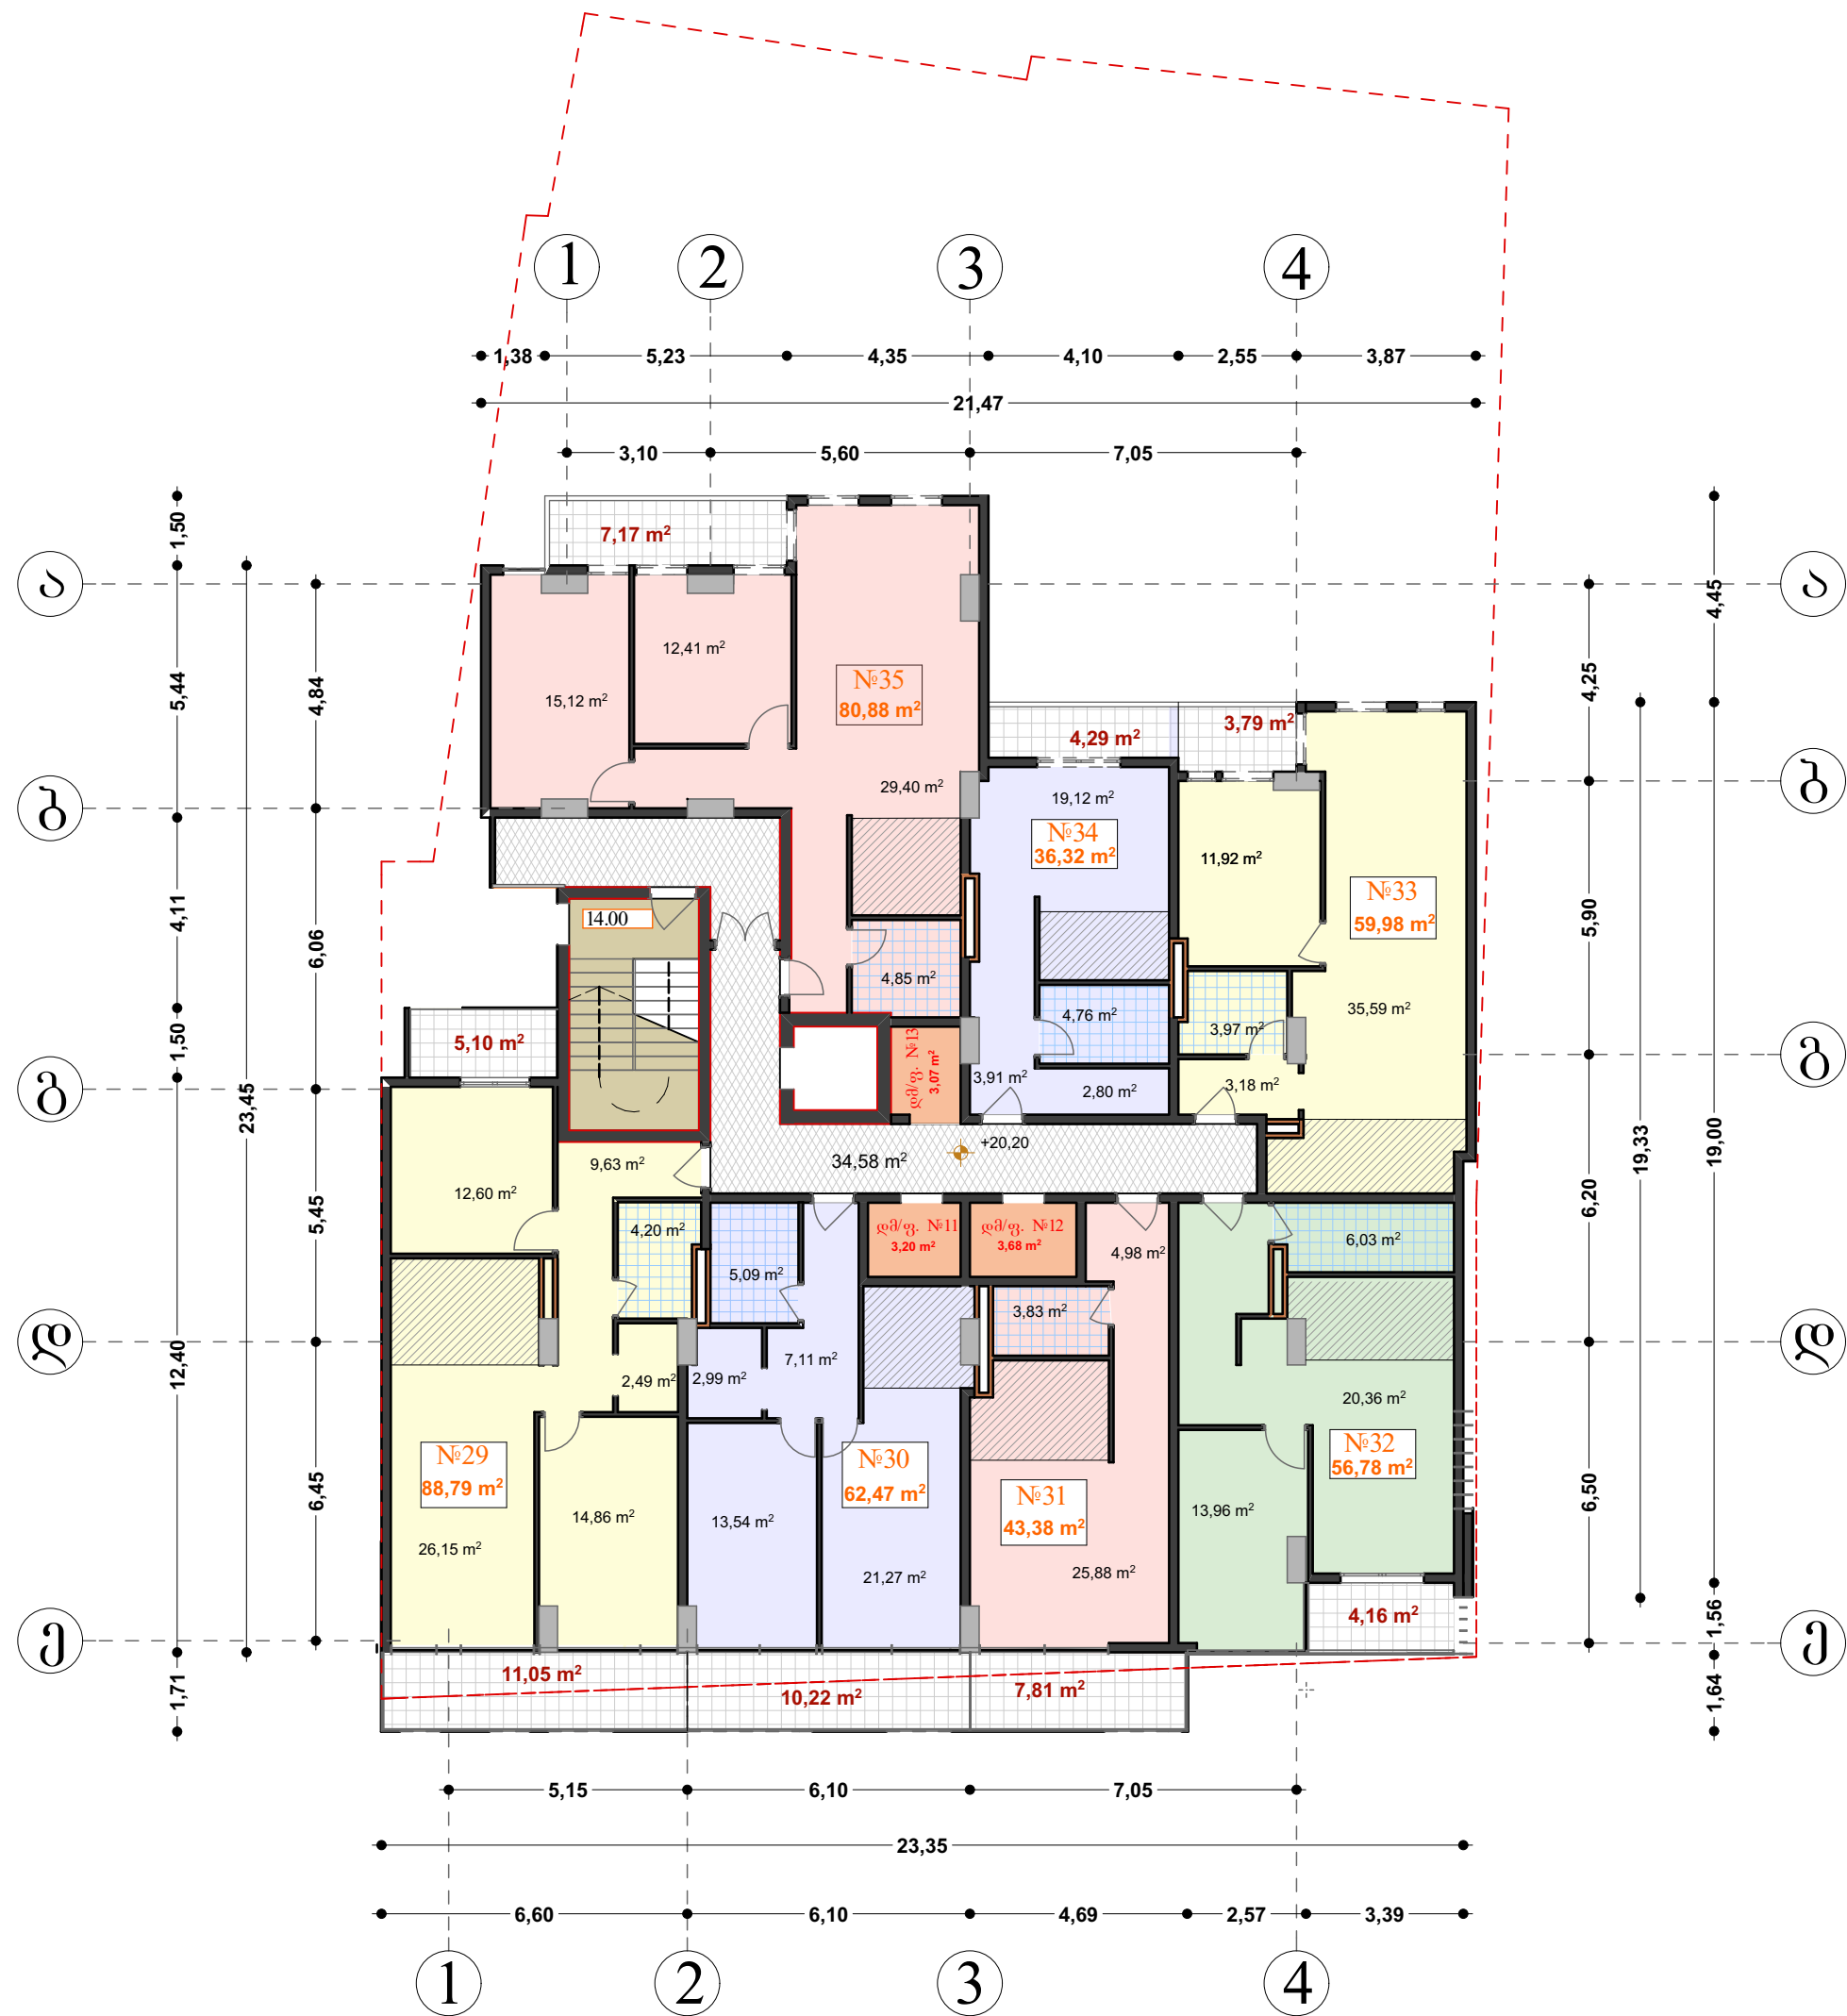 1 2 3 4
1,38 5,23 4,35 4,10 2,55 3,87
21,47
3,10 5,60 7,05
1,50
7,17 m²
ა
ა
4,45
5,44
4,84
12,41 m²
15,12 m²
№35
80,88 m²
4,25
3,79 m²
4,29 m²
29,40 m²
19,12 m²
ბ
ბ
№34
36,32 m²
11,92 m²
№33
59,98 m²
14.00
4,11
6,06
5,90
4,85 m²
4,76 m²
3,97 m²
35,59 m²
5,10 m²
1,50
დმ/ფ. №13
3,07 m²
3,91 m²
2,80 m²
3,18 m²
გ
გ
23,45
+20,20
34,58 m²
19,33
19,00
9,63 m²
12,60 m²
5,45
6,20
4,20 m²
დმ/ფ. №11
3,20 m²
დმ/ფ. №12
3,68 m²
4,98 m²
6,03 m²
5,09 m²
3,83 m²
დ
დ
12,40
7,11 m²
2,49 m²
2,99 m²
20,36 m²
№29
88,79 m²
№30
62,47 m²
№32
56,78 m²
6,45
6,50
№31
43,38 m²
14,86 m²
13,54 m²
13,96 m²
26,15 m²
21,27 m²
25,88 m²
4,16 m²
1,56
ე
ე
11,05 m²
10,22 m²
7,81 m²
1,71
1,64
5,15 6,10 7,05
23,35
6,60 6,10 4,69 2,57 3,39
1 2 3 4